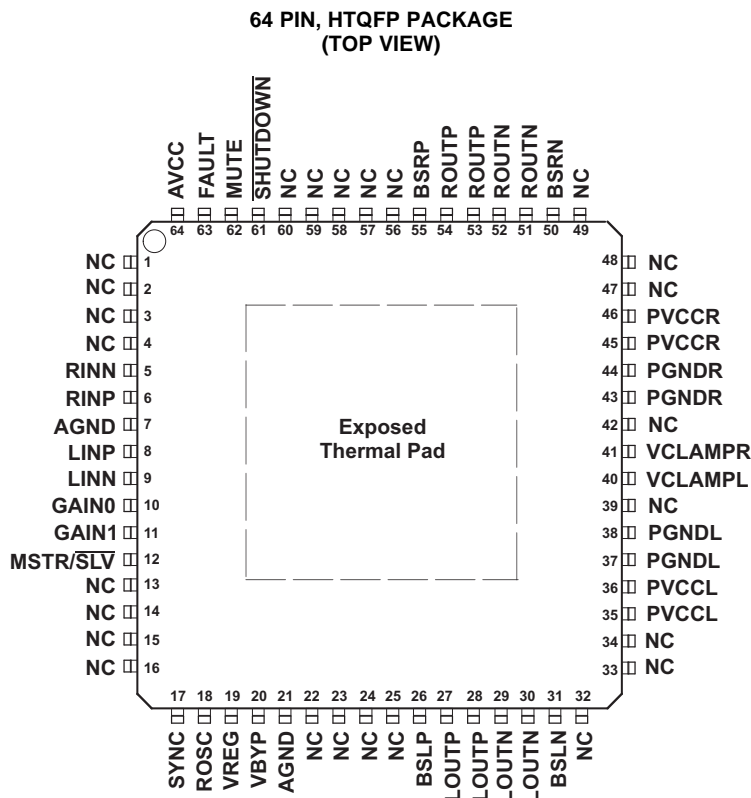 64 PIN, HTQFP PACKAGE
(TOP VIEW)
AVCC
FAULT
MUTE
SHUTDOWN
NC
NC
NC
NC
NC
BSRP
ROUTP
ROUTP
ROUTN
ROUTN
BSRN
NC
64 63 62 61 60 59 58 57 56 55 54 53 52 51 50 49
NC 1
NC 2
NC 3
NC 4
RINN 5
RINP 6
AGND 7
LINP 8
LINN 9
GAIN0 10
GAIN1 11
MSTR/SLV 12
NC 13
NC 14
NC 15
NC 16
Exposed
Thermal Pad
48 NC
47 NC
46 PVCCR
45 PVCCR
44 PGNDR
43 PGNDR
42 NC
41 VCLAMPR
40 VCLAMPL
39 NC
38 PGNDL
37 PGNDL
36 PVCCL
35 PVCCL
34 NC
33 NC
17 18 19 20 21 22 23 24 25 26 27 28 29 30 31 32
SYNC
ROSC
VREG
VBYP
AGND
NC
NC
NC
NC
BSLP
LOUTP
LOUTP
LOUTN
LOUTN
BSLN
NC